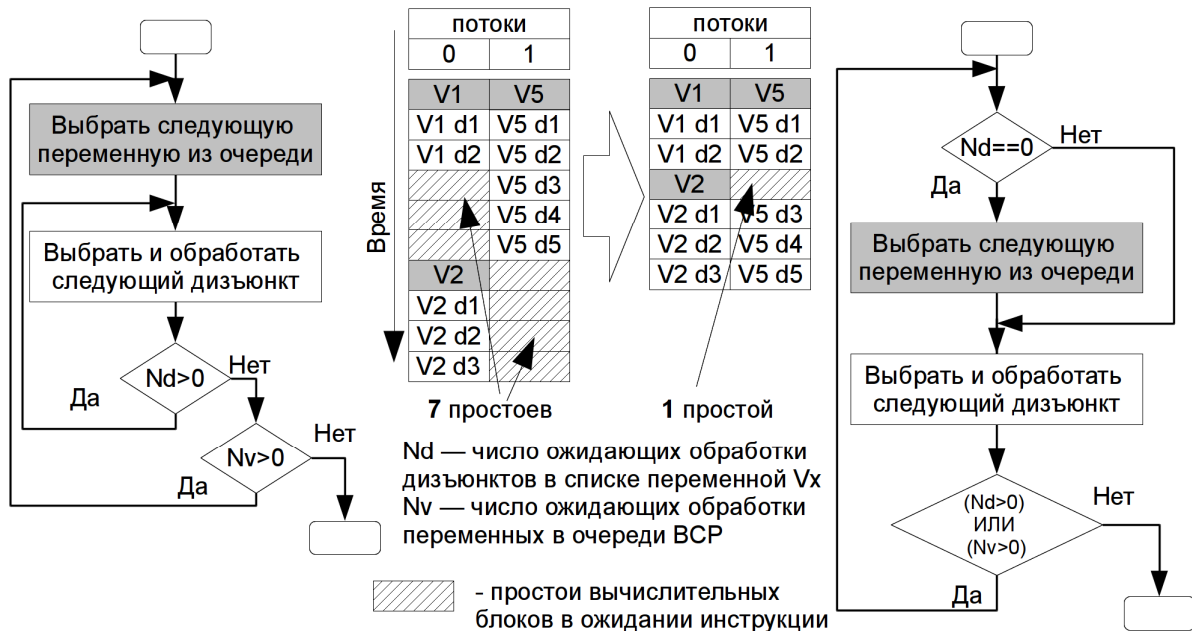 Выбрать следующую
переменную из очереди
Выбрать и обработать
следующий дизъюнкт
Nd>0
Нет
Да
Nv>0
Нет
Да
Время
потоки
0 1
V1 V5
V1 d1 V5 d1
V1 d2 V5 d2
V5 d3
V5 d4
V5 d5
V2
V2 d1
V2 d2
V2 d3
7 простоев
потоки
0 1
V1 V5
V1 d1 V5 d1
V1 d2 V5 d2
V2
V2 d1 V5 d3
V2 d2 V5 d4
V2 d3 V5 d5
1 простой
Nd — число ожидающих обработки
дизъюнктов в списке переменной Vx
Nv — число ожидающих обработки
переменных в очереди ВСР
- простои вычислительных
блоков в ожидании инструкции
Nd==0
Нет
Да
Выбрать следующую
переменную из очереди
Выбрать и обработать
следующий дизъюнкт
(Nd>0)
ИЛИ
(Nv>0)
Нет
Да